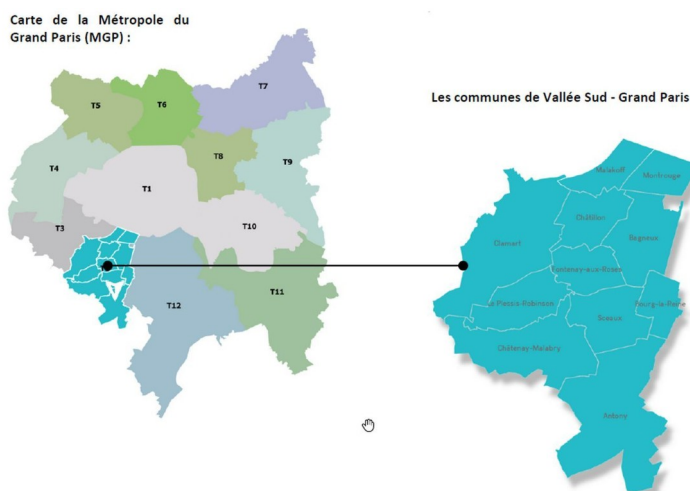 Carte de la Métropole du
Grand Paris (MGP) :
T7
T5
T6
T8
T9
T4
T1
T3
T10
T12
T11
Les communes de Vallée Sud - Grand Paris
Malakoff
Montrouge
Châtillon
Clamart
Bagneux
Fontenay-aux-Roses
Le Plessis-Robinson
Bourg-la-Reine
Sceaux
Châtenay-Malabry
Antony